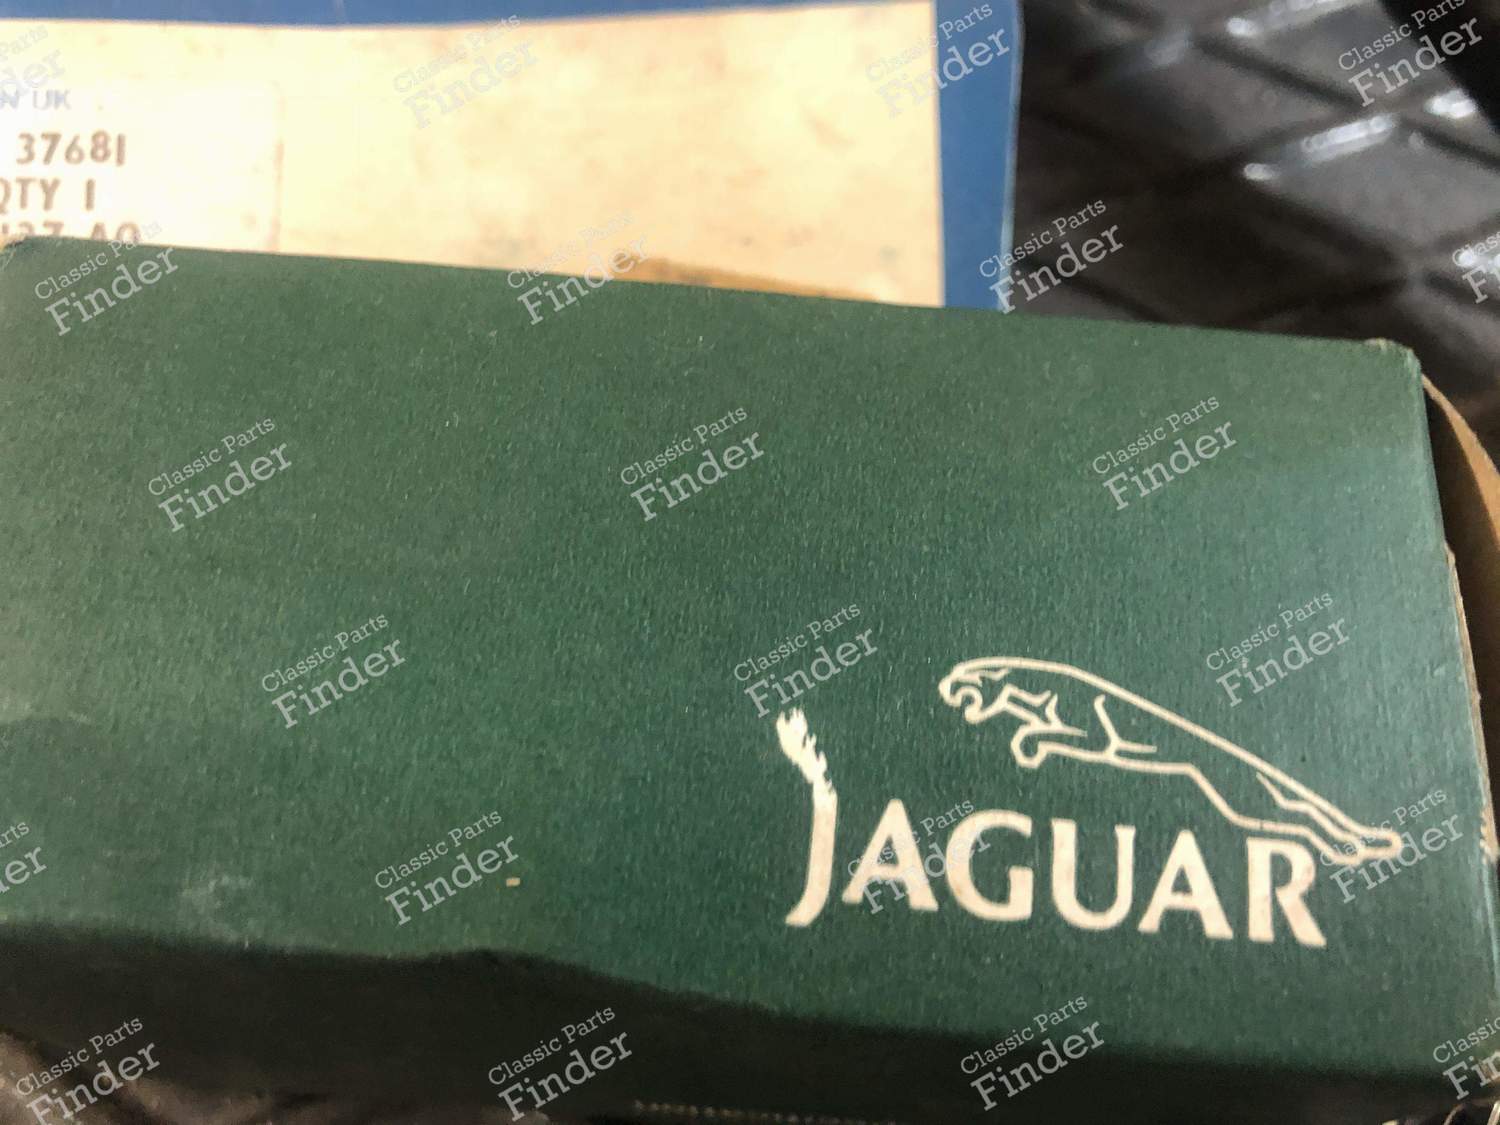 N UK
37681
QTY 1
JAGUAR
Classic Parts
Finder